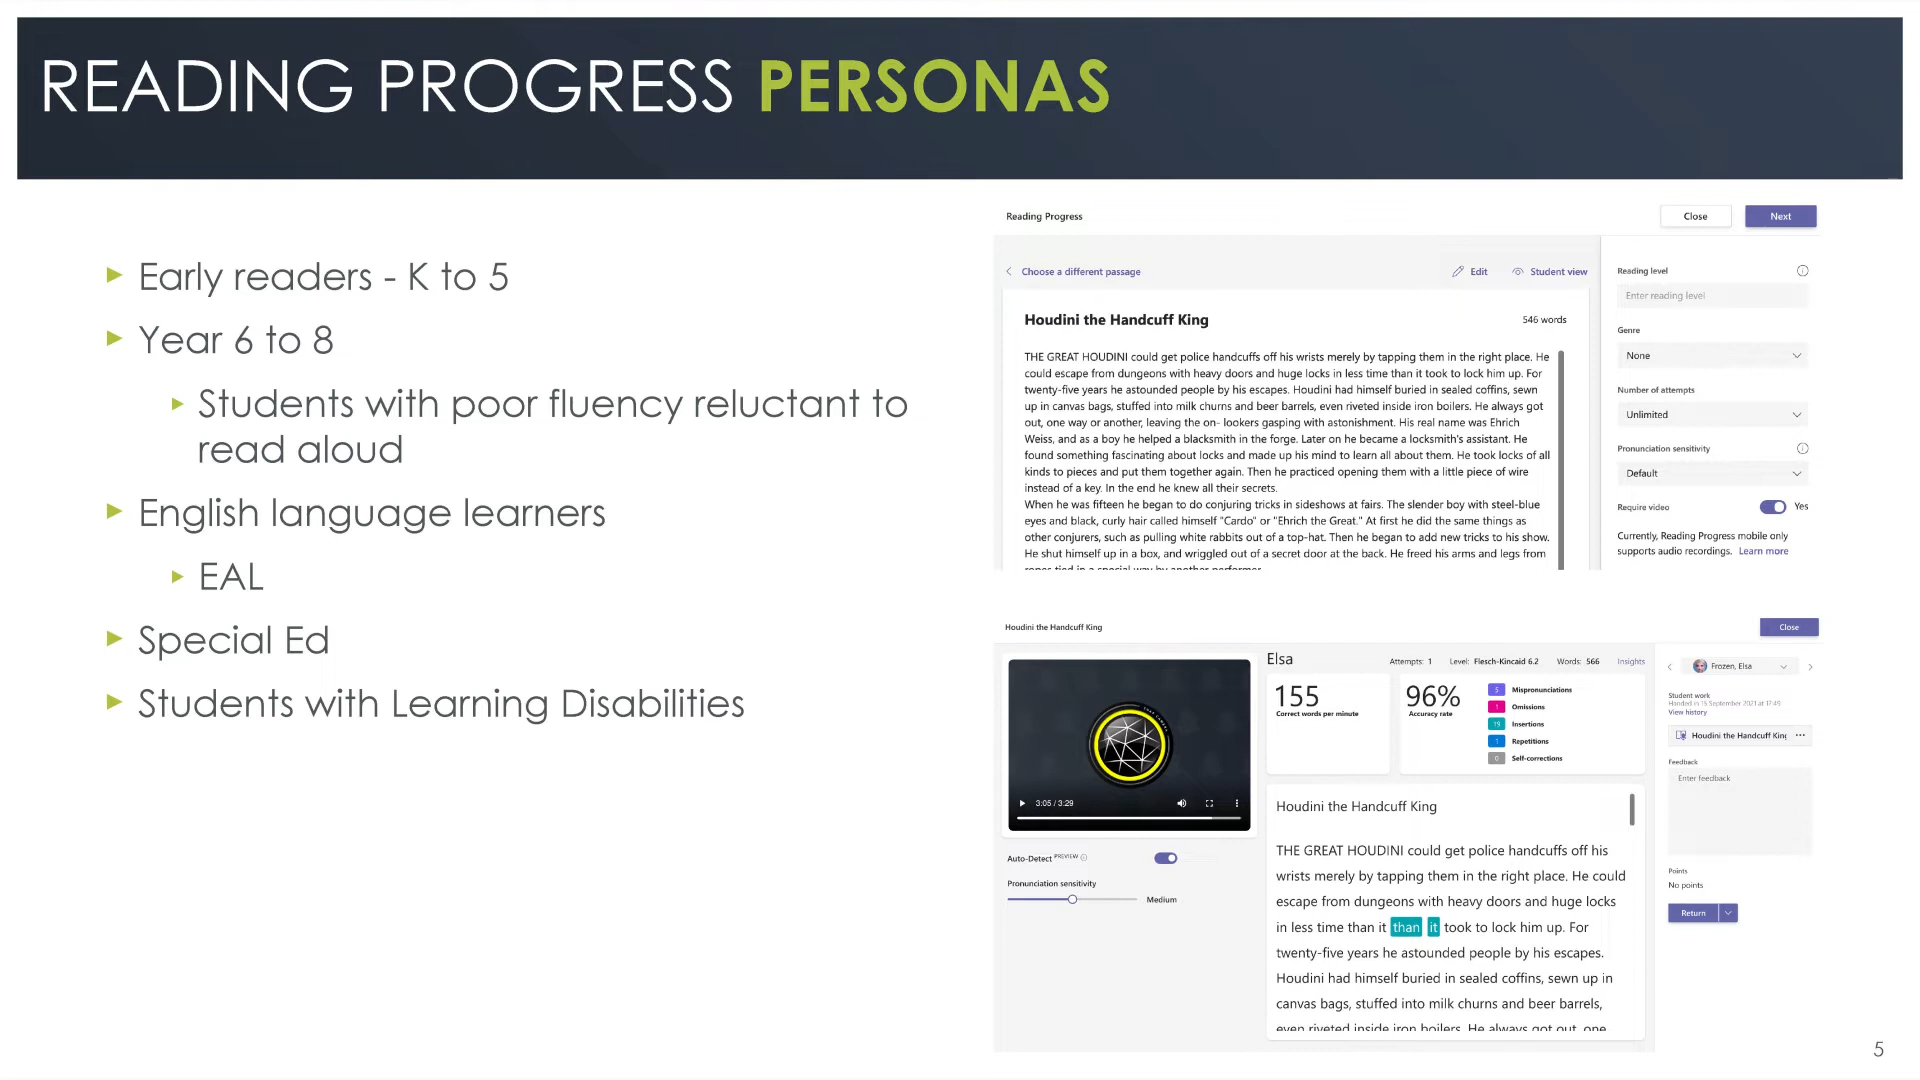 READING PROGRESS PERSONAS
Early readers - K to 5
Year 6 to 8
Students with poor fluency reluctant to
read aloud
English language learners
EAL
Special Ed
Students with Learning Disabilities
Reading Progress
Close
Next
Choose a different passage
Edit
Student view
Houdini the Handcuff King
546 words
THE GREAT HOUDINI could get police handcuffs off his wrists merely by tapping them in the right place. He
could escape from dungeons with heavy doors and huge locks in less time than it took to lock him up. For
twenty-five years he astounded people by his escapes. Houdini had himself buried in sealed coffins, sewn
up in canvas bags, stuffed into milk churns and beer barrels, even riveted inside iron boilers. He always got
out, one way or another, leaving the on- lookers gasping with astonishment. His real name was Ehrich
Weiss, and as a boy he helped a blacksmith in the forge. Later on he became a locksmith's assistant. He
found something fascinating about locks and made up his mind to learn all about them. He took locks of all
kinds to pieces and put them together again. Then he practiced opening them with a little piece of wire
instead of a key. In the end he knew all their secrets.
When he was fifteen he began to do conjuring tricks in sideshows at fairs. The slender boy with steel-blue
eyes and black, curly hair called himself "Cardo" or "Ehrich the Great." At first he did the same things as
other conjurers, such as pulling white rabbits out of a top-hat. Then he began to add new tricks to his show.
He shut himself up in a box, and wriggled out of a secret door at the back. He freed his arms and legs from
ropes tied in a special way by another performer.
Reading level
Enter reading level
Genre
None
Number of attempts
Unlimited
Pronunciation sensitivity
Default
Require video
Yes
Currently, Reading Progress mobile only
supports audio recordings. Learn more
Houdini the Handcuff King
Close
3:05 / 3:29
Auto-Detect PREVIEW
Pronunciation sensitivity
Medium
Elsa
Attempts: 1 Level: Flesch-Kincaid 6.2 Words: 566 Insights
155
Correct words per minute
96%
Accuracy rate
5 Mispronunciations
1 Omissions
19 Insertions
1 Repetitions
0 Self-corrections
Houdini the Handcuff King
THE GREAT HOUDINI could get police handcuffs off his
wrists merely by tapping them in the right place. He could
escape from dungeons with heavy doors and huge locks
in less time than it than it took to lock him up. For
twenty-five years he astounded people by his escapes.
Houdini had himself buried in sealed coffins, sewn up in
canvas bags, stuffed into milk churns and beer barrels,
even riveted inside iron boilers. He always got out, one
Frozen, Elsa
Student work
Handed in 15 September 2021 at 17:49
View history
Houdini the Handcuff King
Feedback
Enter feedback
Points
No points
Return
5